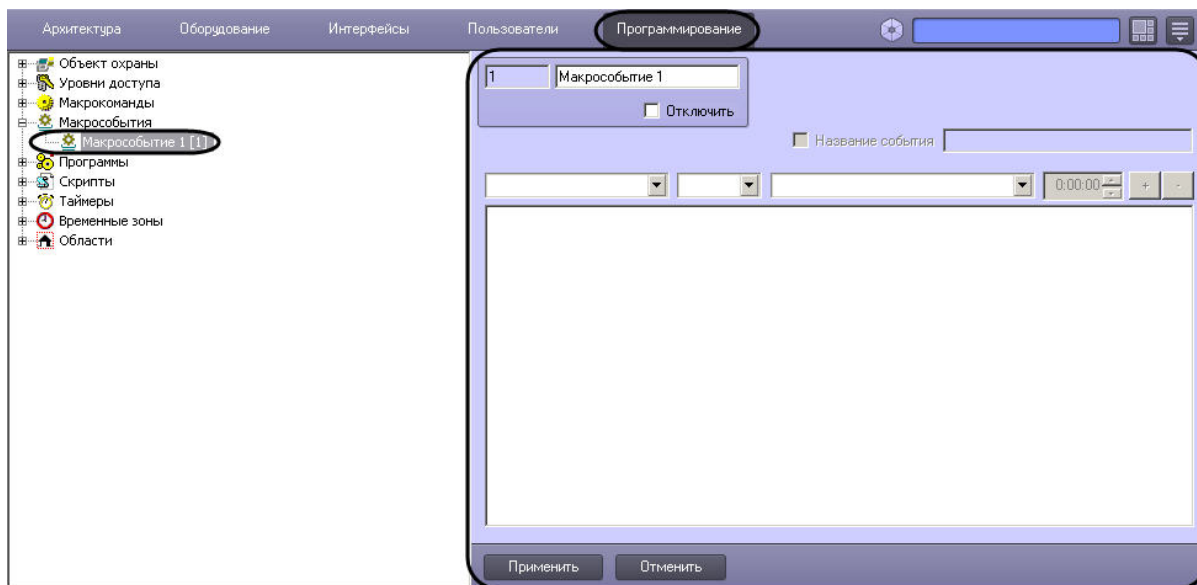 Архитектура Оборудование Интерфейсы Пользователи Программирование
Объект охраны
Уровни доступа
Макрокоманды
Макрособытия
Макрособытие 1 [1]
Программы
Скрипты
Таймеры
Временные зоны
Области
1 Макрособытие 1
Отключить
Название события
0:00:00 + -
Применить Отменить